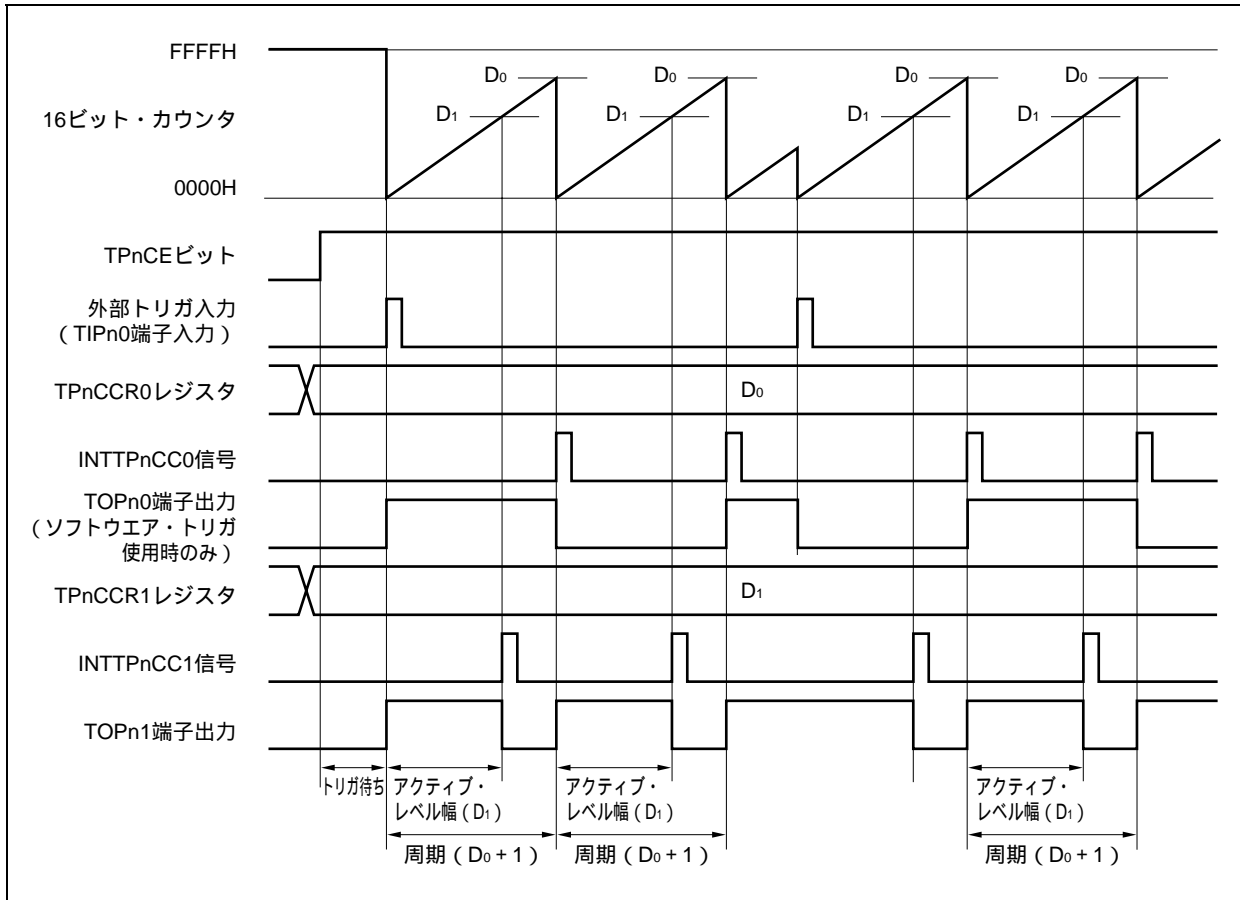 FFFFH
D₀ D₀ D₀ D₀
16ビット・カウンタ
D₁ D₁ D₁ D₁
0000H
TPnCEビット
外部トリガ入力
（TIPn0端子入力）
TPnCCR0レジスタ
D₀
INTTPnCC0信号
TOPn0端子出力
（ソフトウエア・トリガ
使用時のみ）
TPnCCR1レジスタ
D₁
INTTPnCC1信号
TOPn1端子出力
トリガ待ち
アクティブ・
レベル幅（D₁）
アクティブ・
レベル幅（D₁）
アクティブ・
レベル幅（D₁）
周期（D₀＋1）
周期（D₀＋1）
周期（D₀＋1）